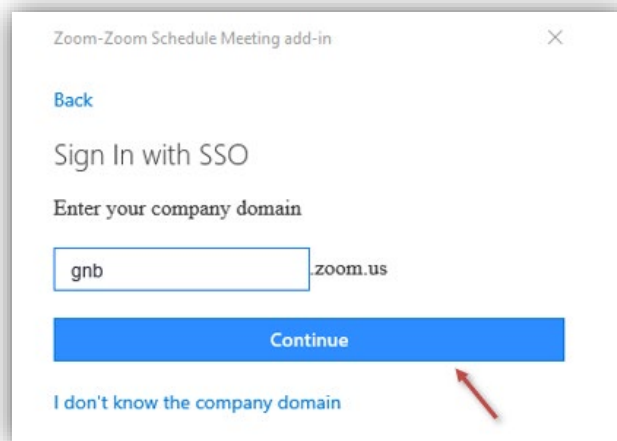 Zoom-Zoom Schedule Meeting add-in
Back
Sign In with SSO
Enter your company domain
gnb .zoom.us
Continue
I don't know the company domain